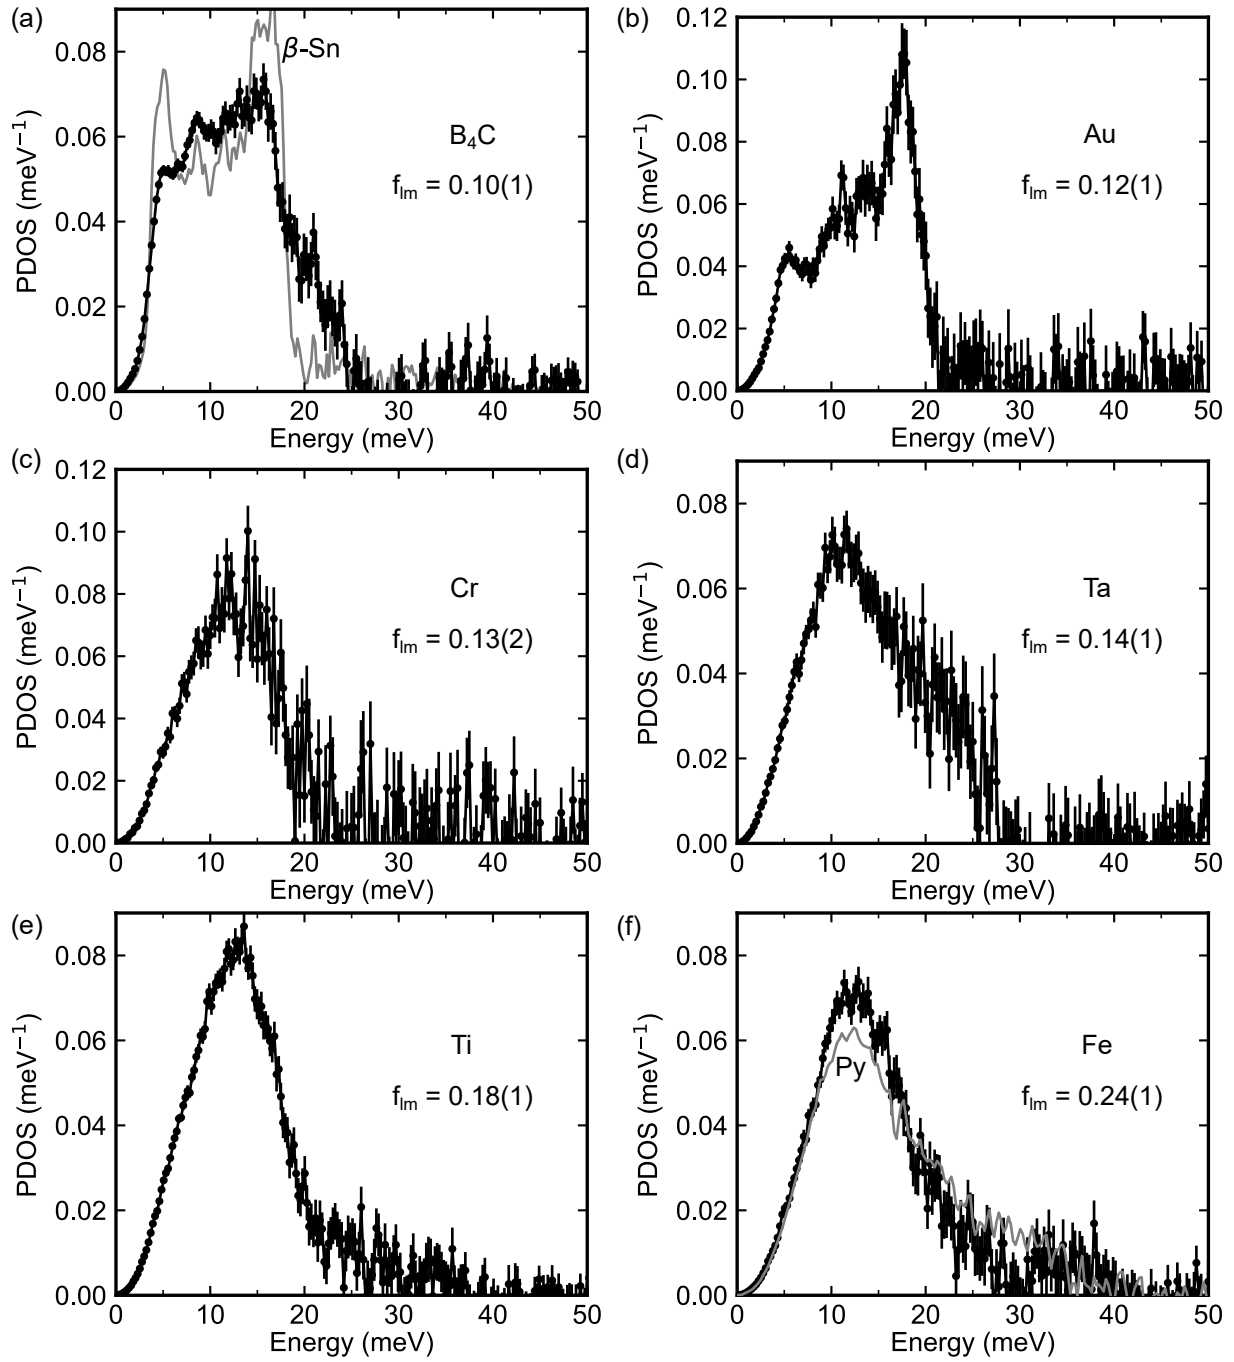 (a)
PDOS (meV⁻¹)
0.08
0.06
0.04
0.02
0.00
β-Sn
B₄C
fₗₘ = 0.10(1)
0 10 20 30 40 50
Energy (meV)
(b)
PDOS (meV⁻¹)
0.12
0.10
0.08
0.06
0.04
0.02
0.00
Au
fₗₘ = 0.12(1)
0 10 20 30 40 50
Energy (meV)
(c)
PDOS (meV⁻¹)
0.12
0.10
0.08
0.06
0.04
0.02
0.00
Cr
fₗₘ = 0.13(2)
0 10 20 30 40 50
Energy (meV)
(d)
PDOS (meV⁻¹)
0.08
0.06
0.04
0.02
0.00
Ta
fₗₘ = 0.14(1)
0 10 20 30 40 50
Energy (meV)
(e)
PDOS (meV⁻¹)
0.08
0.06
0.04
0.02
0.00
Ti
fₗₘ = 0.18(1)
0 10 20 30 40 50
Energy (meV)
(f)
PDOS (meV⁻¹)
0.08
0.06
0.04
0.02
0.00
Py
Fe
fₗₘ = 0.24(1)
0 10 20 30 40 50
Energy (meV)